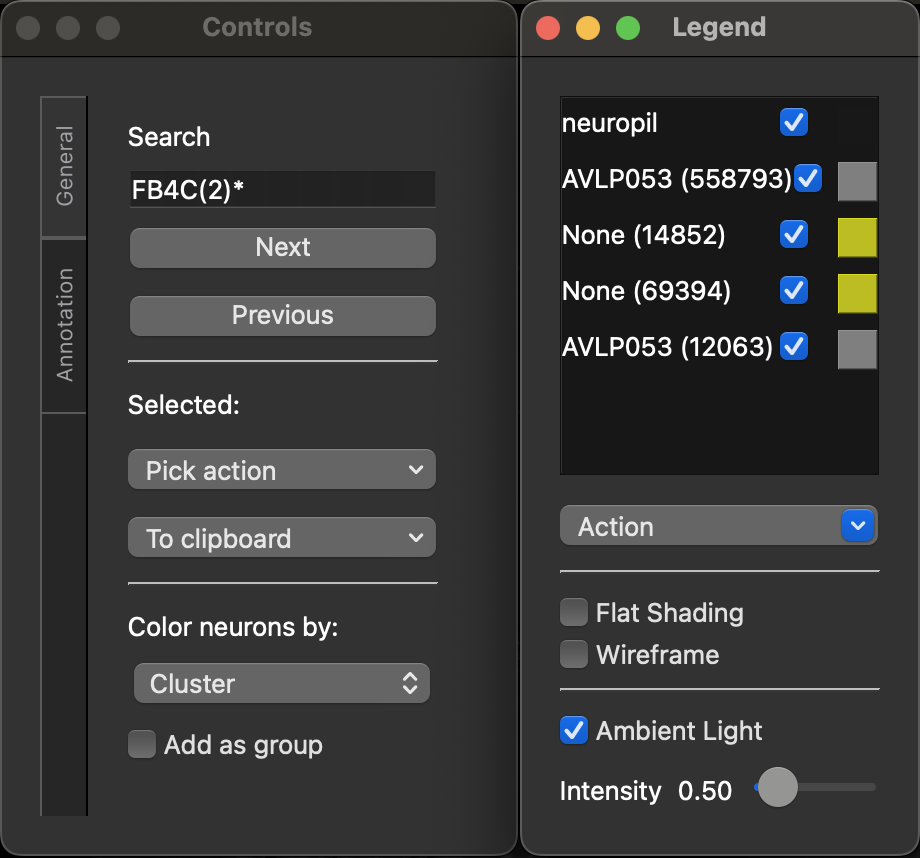 Controls
General
Annotation
Search
FB4C(2)*
Next
Previous
Selected:
Pick action
To clipboard
Color neurons by:
Cluster
Add as group
Legend
neuropil
AVLP053 (558793)
None (14852)
None (69394)
AVLP053 (12063)
Action
Flat Shading
Wireframe
Ambient Light
Intensity 0.50